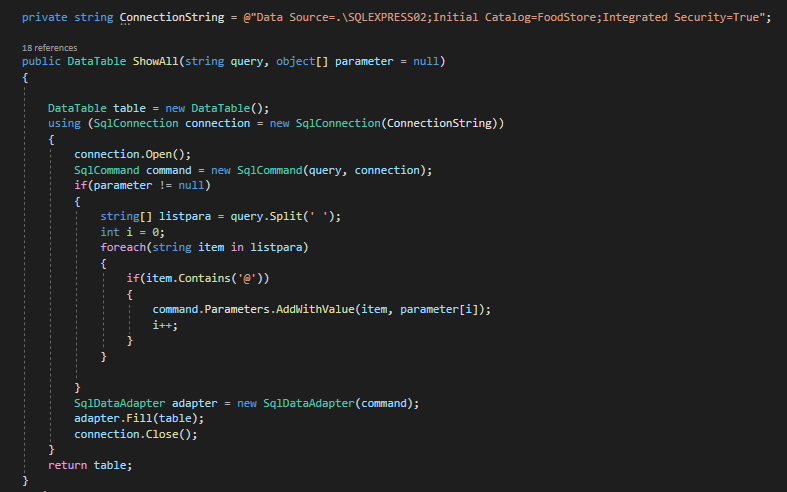 private string ConnectionString = @"Data Source=.\SQLEXPRESS02;Initial Catalog=FoodStore;Integrated Security=True";
18 references
public DataTable ShowAll(string query, object[] parameter = null)
{
DataTable table = new DataTable();
using (SqlConnection connection = new SqlConnection(ConnectionString))
{
connection.Open();
SqlCommand command = new SqlCommand(query, connection);
if(parameter != null)
{
string[] listpara = query.Split(' ');
int i = 0;
foreach(string item in listpara)
{
if(item.Contains('@'))
{
command.Parameters.AddWithValue(item, parameter[i]);
i++;
}
}
}
SqlDataAdapter adapter = new SqlDataAdapter(command);
adapter.Fill(table);
connection.Close();
}
return table;
}